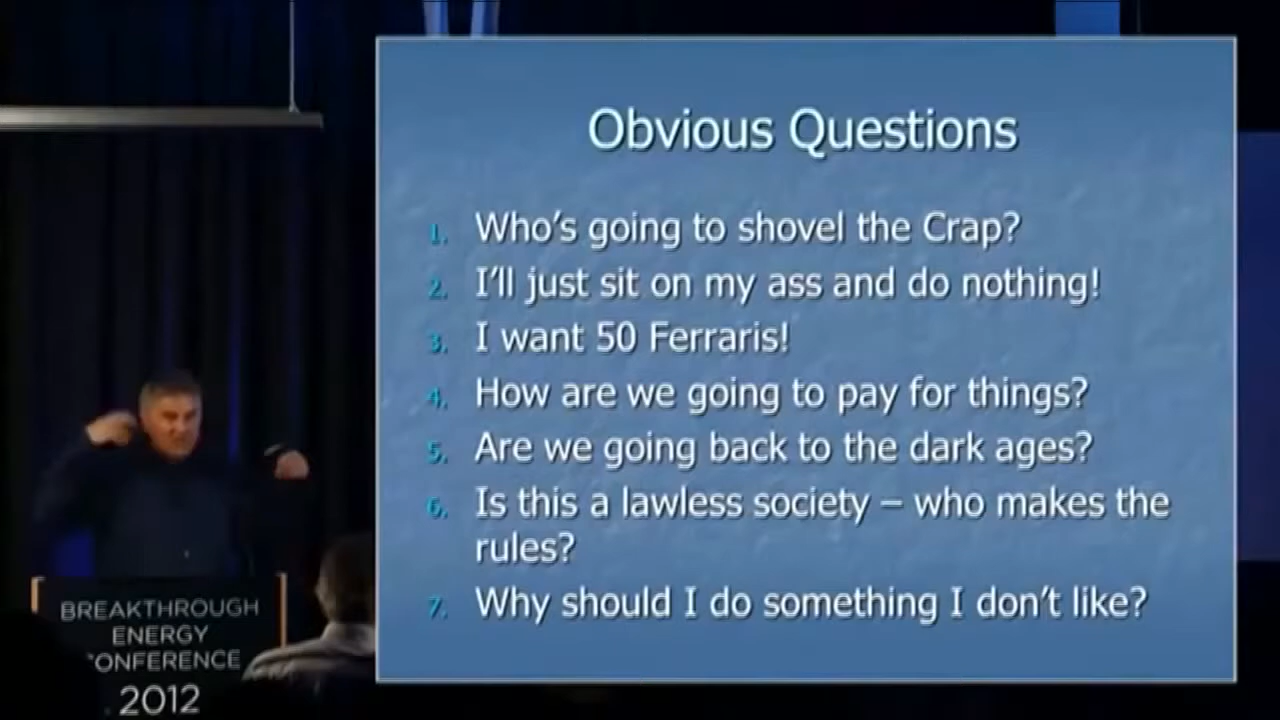 Obvious Questions
1. Who's going to shovel the Crap?
2. I'll just sit on my ass and do nothing!
3. I want 50 Ferraris!
4. How are we going to pay for things?
5. Are we going back to the dark ages?
6. Is this a lawless society – who makes the
rules?
7. Why should I do something I don't like?
BREAKTHROUGH
ENERGY
CONFERENCE
2012